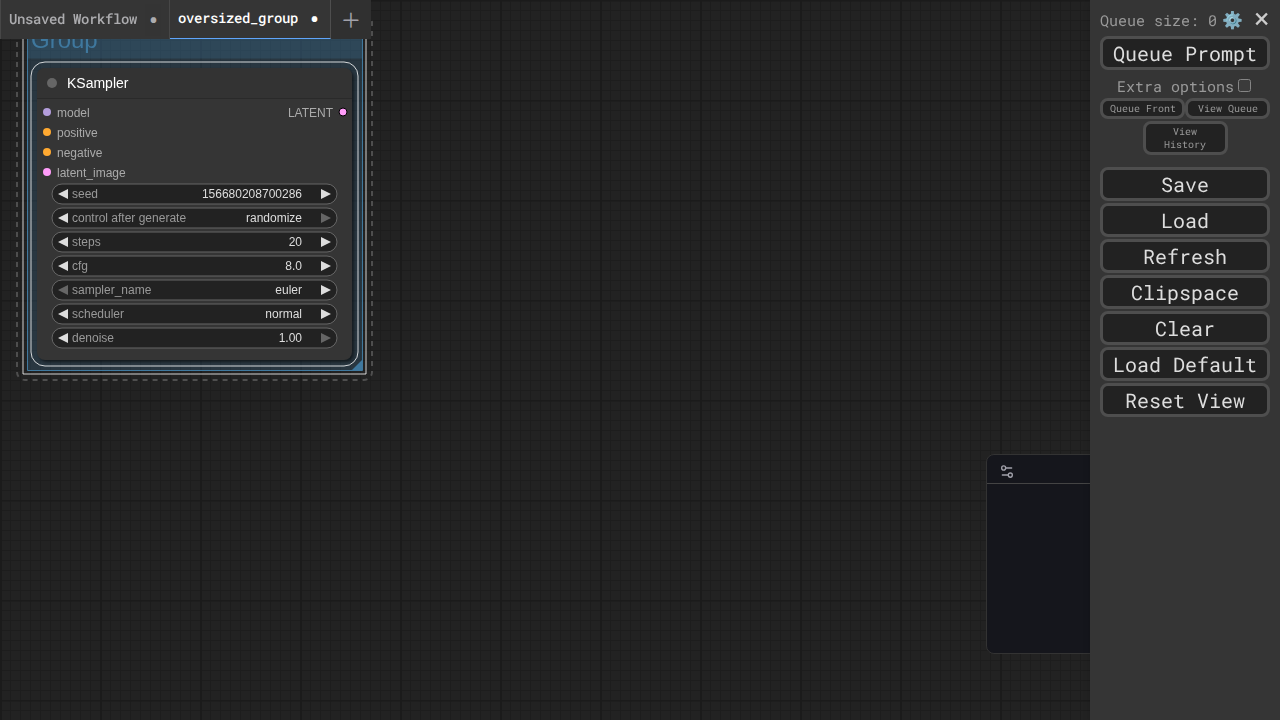 Unsaved Workflow
oversized_group
Group
KSampler
model
LATENT
positive
negative
latent_image
seed 156680208700286
control after generate randomize
steps 20
cfg 8.0
sampler_name euler
scheduler normal
denoise 1.00
Queue size: 0
Queue Prompt
Extra options
Queue Front
View Queue
View
History
Save
Load
Refresh
Clipspace
Clear
Load Default
Reset View